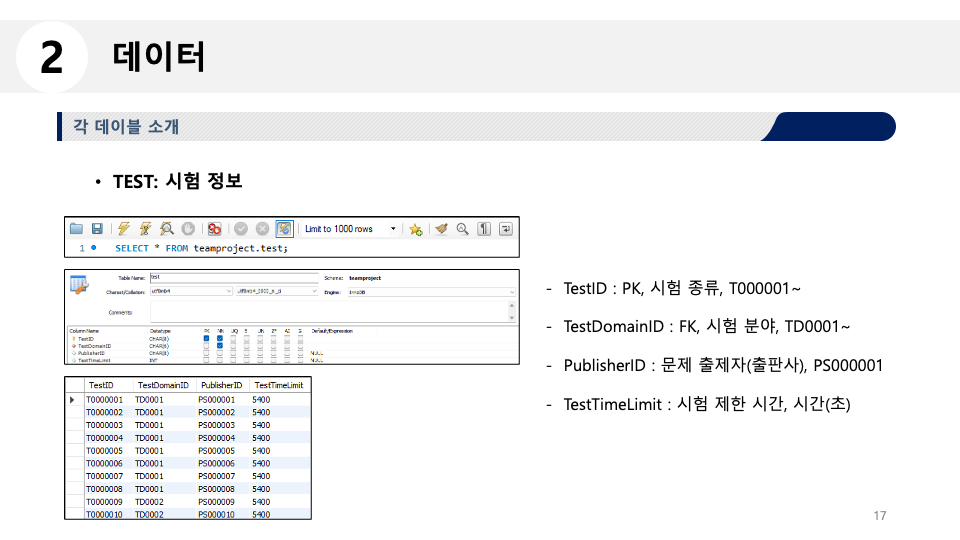 2 데이터
각 데이블 소개
• TEST: 시험 정보
Limit to 1000 rows
1 SELECT * FROM teamproject.test;
Table Name: test Schema: teamproject
Charset/Collation: utf8mb4 Engine: InnoDB
Comments:
Column Name Datatype PK NN UQ B UN ZF AI G Default/Expression
TestID CHAR(8)
TestDomainID CHAR(6)
PublisherID CHAR(8) NULL
TestTimeLimit INT NULL
TestID TestDomainID PublisherID TestTimeLimit
T0000001 TD0001 PS000001 5400
T0000002 TD0001 PS000002 5400
T0000003 TD0001 PS000003 5400
T0000004 TD0001 PS000004 5400
T0000005 TD0001 PS000005 5400
T0000006 TD0001 PS000006 5400
T0000007 TD0001 PS000007 5400
T0000008 TD0001 PS000008 5400
T0000009 TD0002 PS000009 5400
T0000010 TD0002 PS000010 5400
- TestID : PK, 시험 종류, T000001~
- TestDomainID : FK, 시험 분야, TD0001~
- PublisherID : 문제 출제자(출판사), PS000001
- TestTimeLimit : 시험 제한 시간, 시간(초)
17